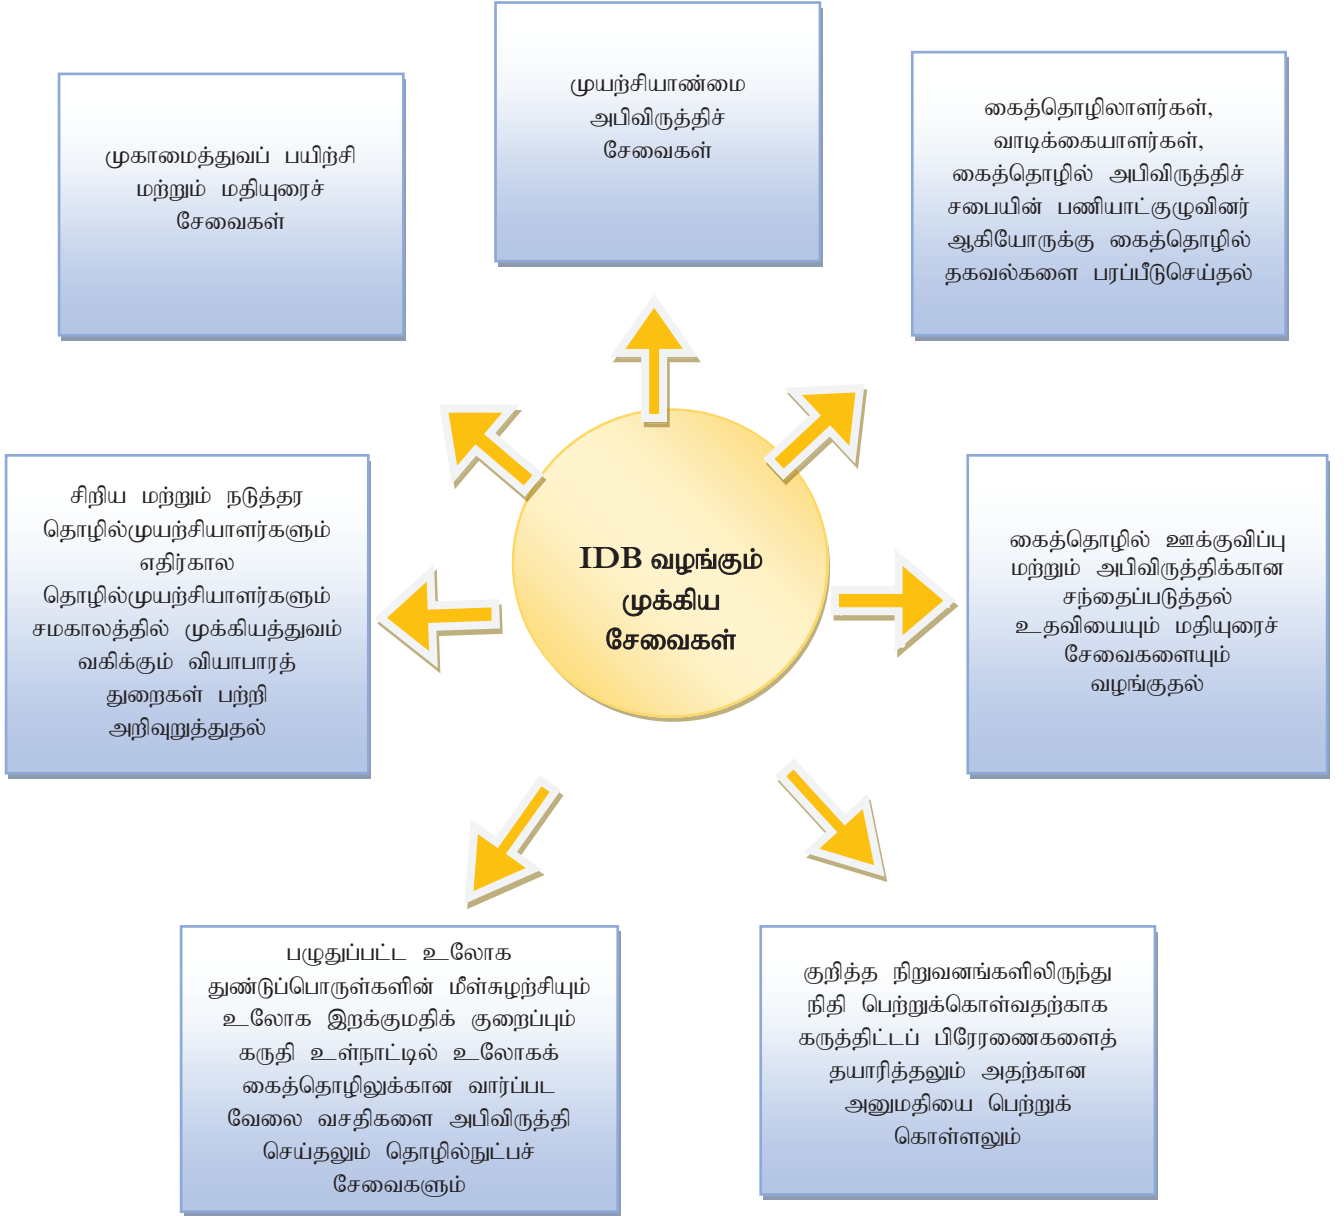 முயற்சியாண்மை
அபிவிருத்திச்
சேவைகள்
முகாமைத்துவப் பயிற்சி
மற்றும் மதியுரைச்
சேவைகள்
கைத்தொழிலாளர்கள்,
வாடிக்கையாளர்கள்,
கைத்தொழில் அபிவிருத்திச்
சபையின் பணியாட்குழுவினர்
ஆகியோருக்கு கைத்தொழில்
தகவல்களை பரப்பீடுசெய்தல்
சிறிய மற்றும் நடுத்தர
தொழில்முயற்சியாளர்களும்
எதிர்கால
தொழில்முயற்சியாளர்களும்
சமகாலத்தில் முக்கியத்துவம்
வகிக்கும் வியாபாரத்
துறைகள் பற்றி
அறிவுறுத்துதல்
IDB வழங்கும்
முக்கிய
சேவைகள்
கைத்தொழில் ஊக்குவிப்பு
மற்றும் அபிவிருத்திக்கான
சந்தைப்படுத்தல்
உதவியையும் மதியுரைச்
சேவைகளையும்
வழங்குதல்
பழுதுப்பட்ட உலோக
துண்டுப்பொருள்களின் மீள்சுழற்சியும்
உலோக இறக்குமதிக் குறைப்பும்
கருதி உள்நாட்டில் உலோகக்
கைத்தொழிலுக்கான வார்ப்பட
வேலை வசதிகளை அபிவிருத்தி
செய்தலும் தொழில்நுட்பச்
சேவைகளும்
குறித்த நிறுவனங்களிலிருந்து
நிதி பெற்றுக்கொள்வதற்காக
கருத்திட்டப் பிரேரணைகளைத்
தயாரித்தலும் அதற்கான
அனுமதியை பெற்றுக்
கொள்ளலும்